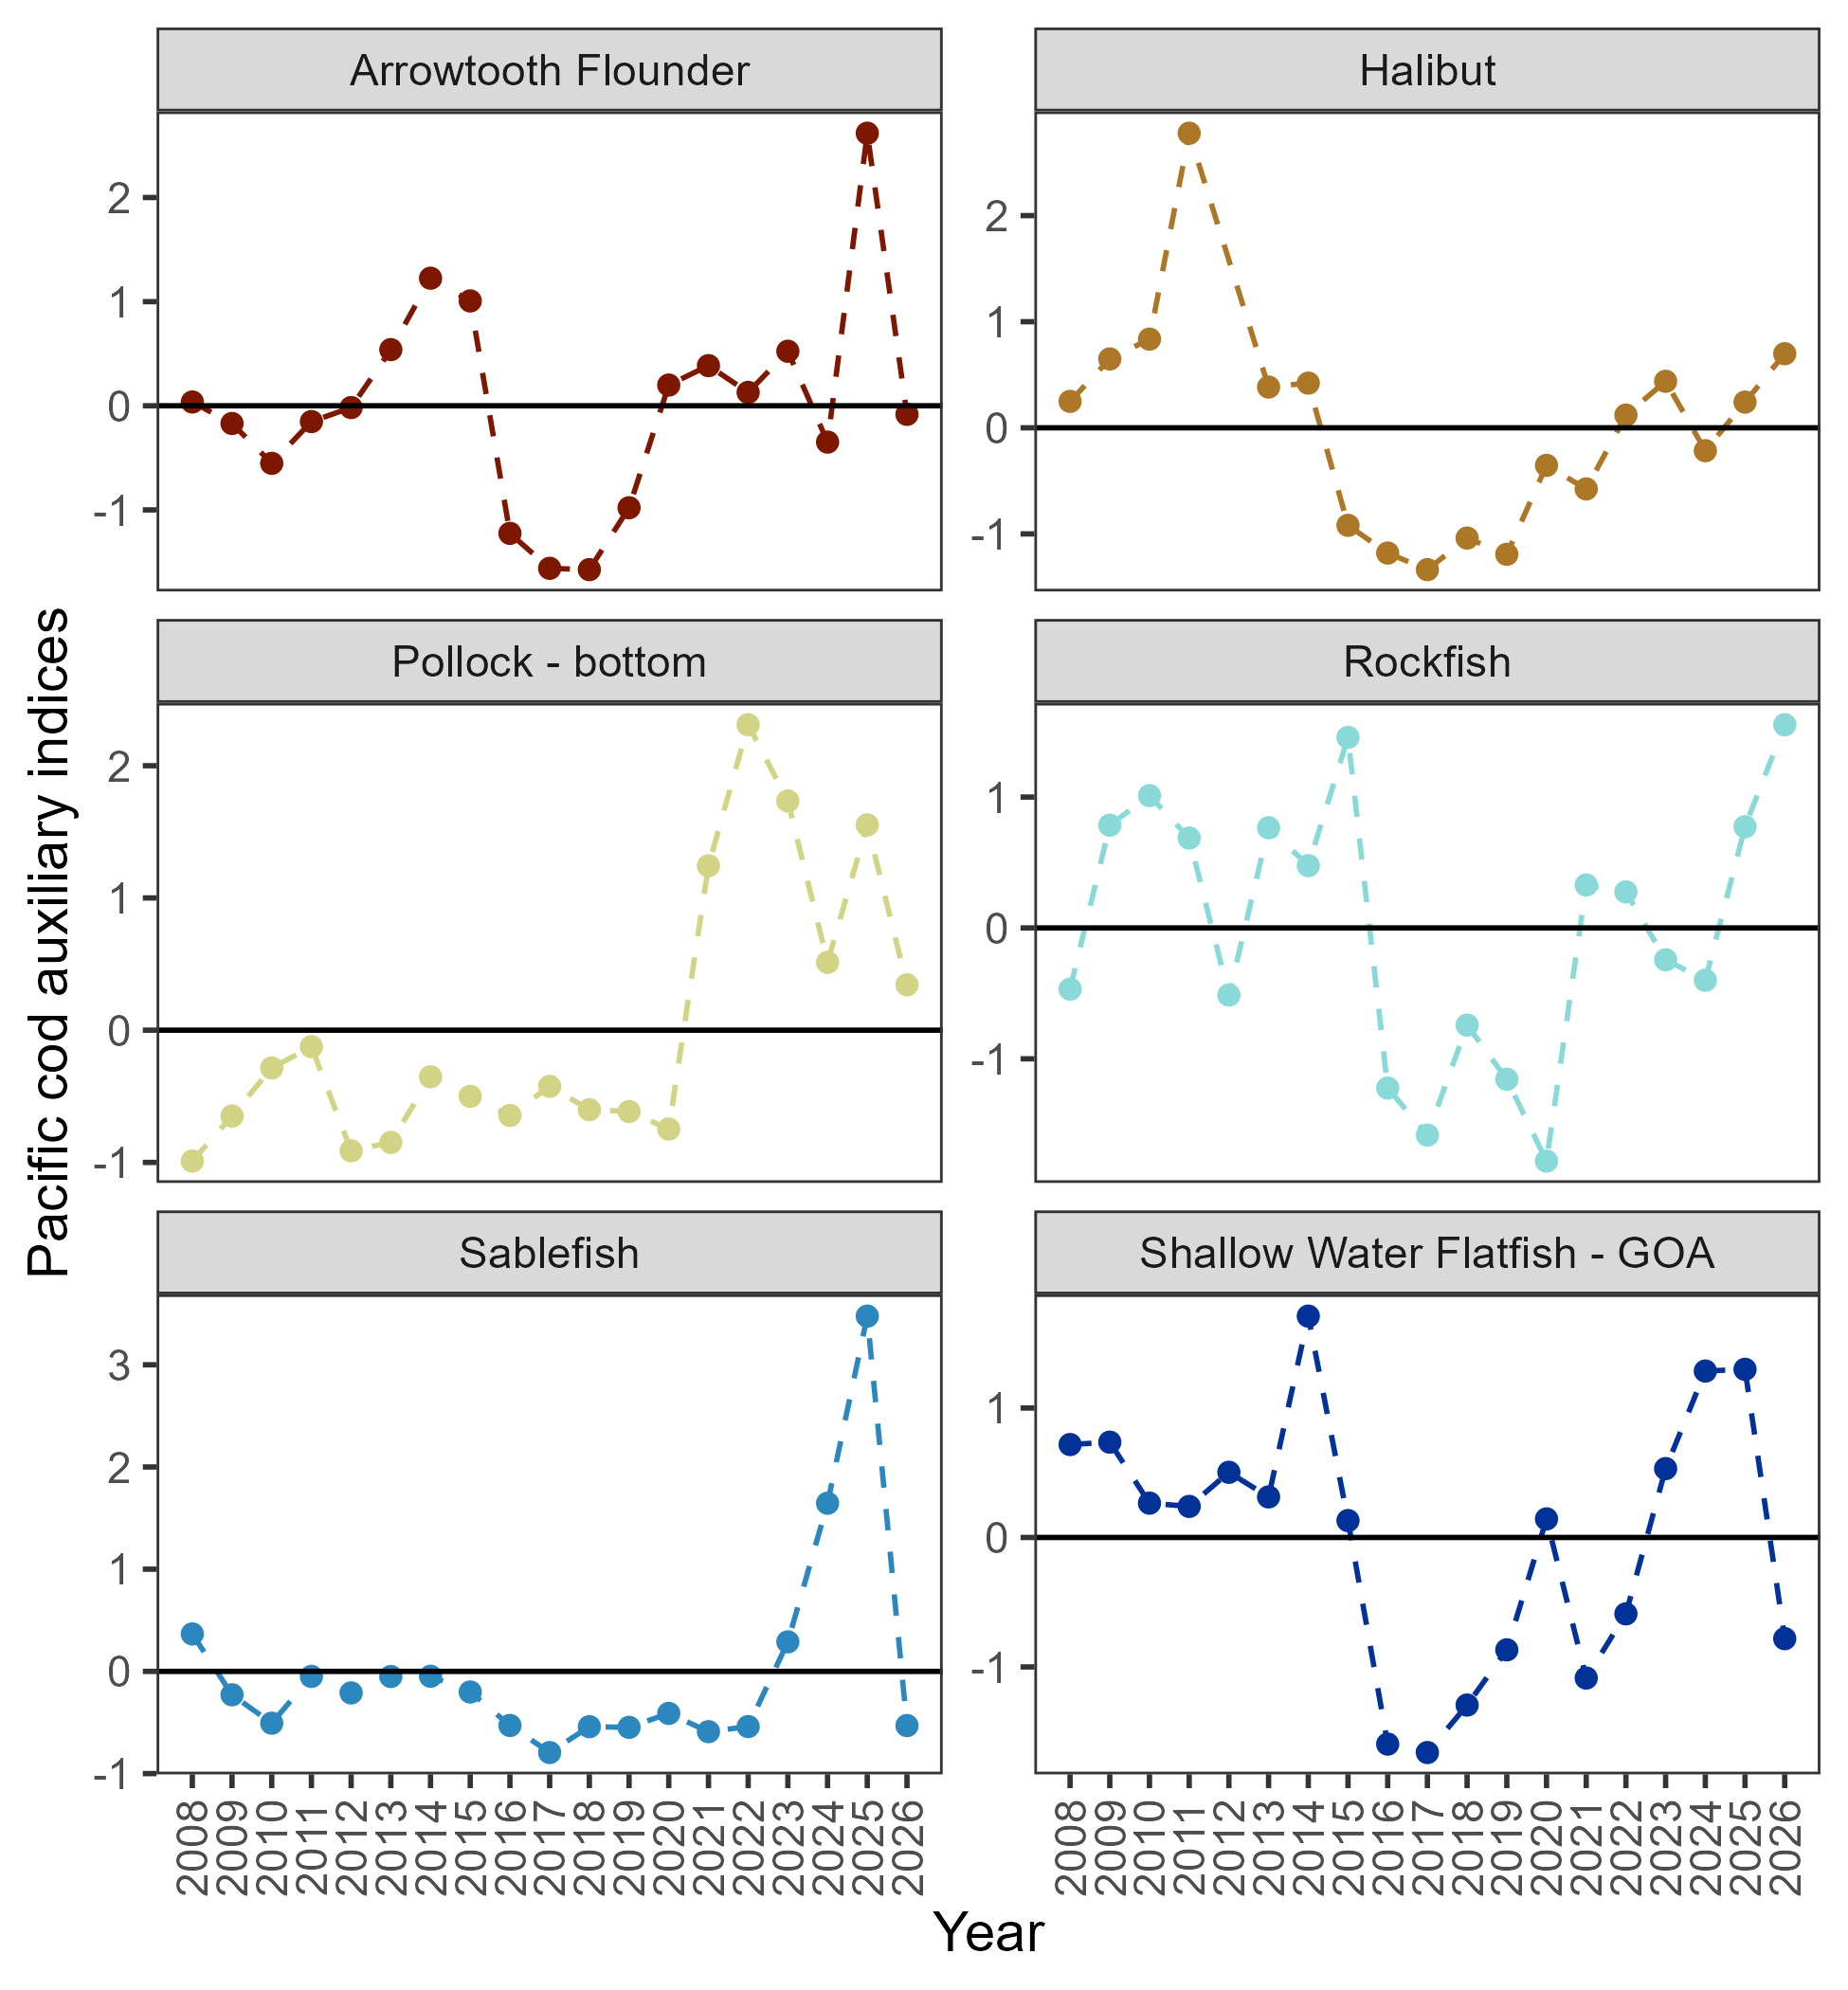 Arrowtooth Flounder
Halibut
2
1
0
-1
2
1
0
-1
Pacific cod auxiliary indices
Pollock - bottom
Rockfish
2
1
0
-1
1
0
-1
Sablefish
Shallow Water Flatfish - GOA
3
2
1
0
-1
1
0
-1
2008 2009 2010 2011 2012 2013 2014 2015 2016 2017 2018 2019 2020 2021 2022 2023 2024 2025 2026
2008 2009 2010 2011 2012 2013 2014 2015 2016 2017 2018 2019 2020 2021 2022 2023 2024 2025 2026
Year